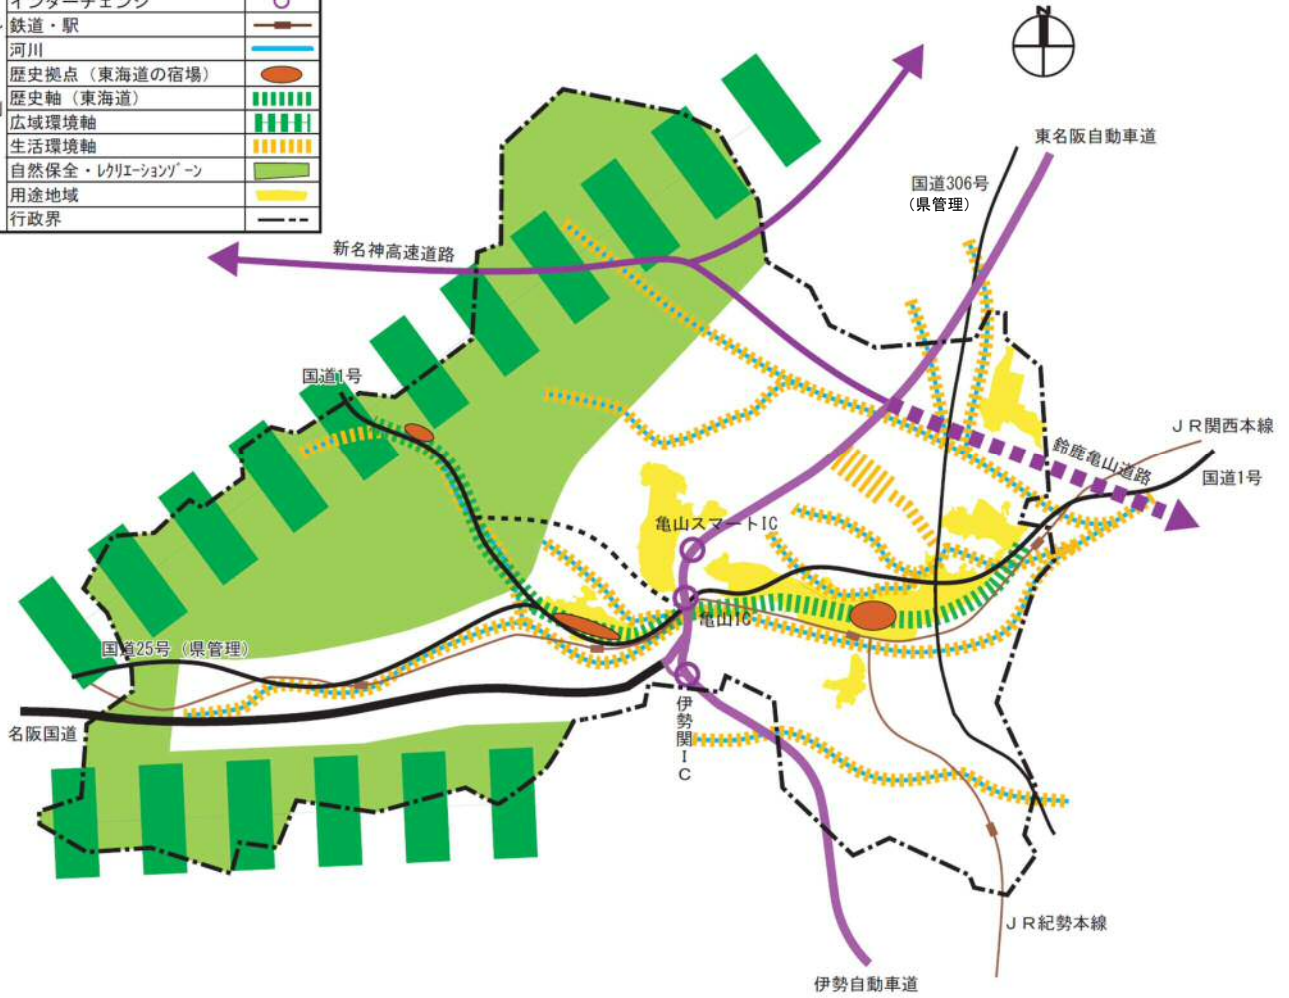 インターチェンジ
鉄道・駅
河川
歴史拠点（東海道の宿場）
歴史軸（東海道）
広域環境軸
生活環境軸
自然保全・ﾚｸﾘｴｰｼｮﾝｿﾞｰﾝ
用途地域
行政界
N
東名阪自動車道
国道306号
（県管理）
新名神高速道路
国道1号
JR関西本線
鈴鹿亀山道路
国道1号
亀山スマートIC
亀山IC
国道25号（県管理）
名阪国道
伊勢関IC
JR紀勢本線
伊勢自動車道